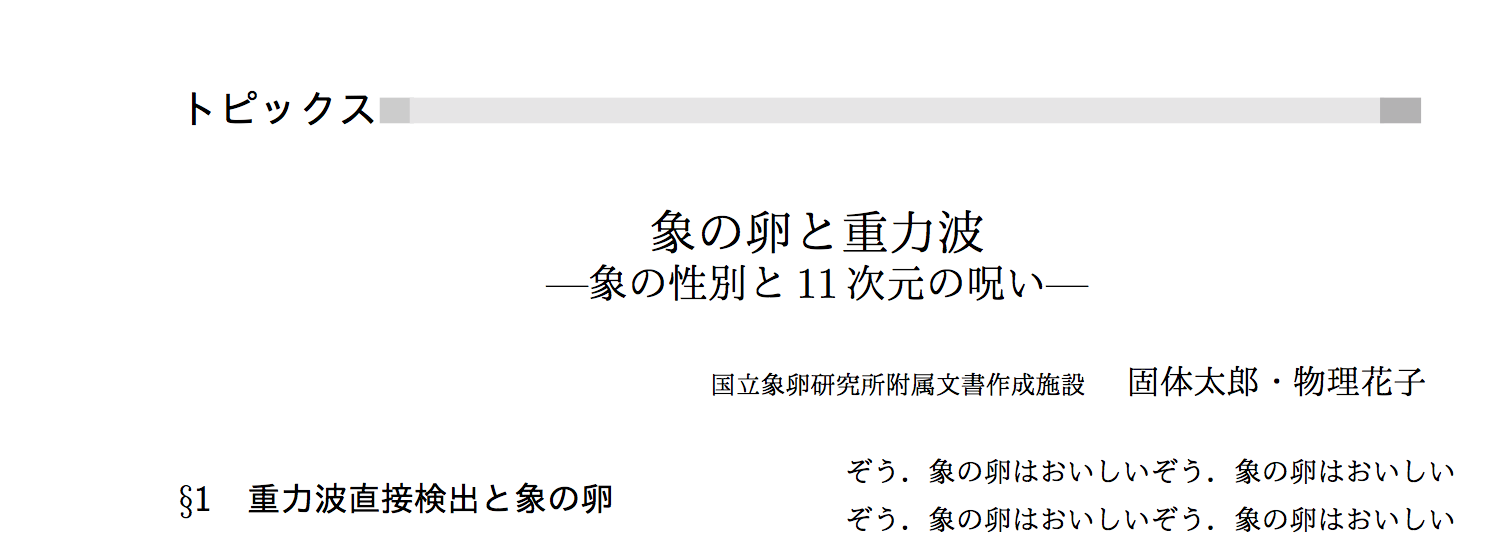 トピックス
象の卵と重力波
—象の性別と 11 次元の呪い—
国立象卵研究所附属文書作成施設　固体太郎・物理花子
§1　重力波直接検出と象の卵
ぞう．象の卵はおいしいぞう．象の卵はおいしい
ぞう．象の卵はおいしいぞう．象の卵はおいしい